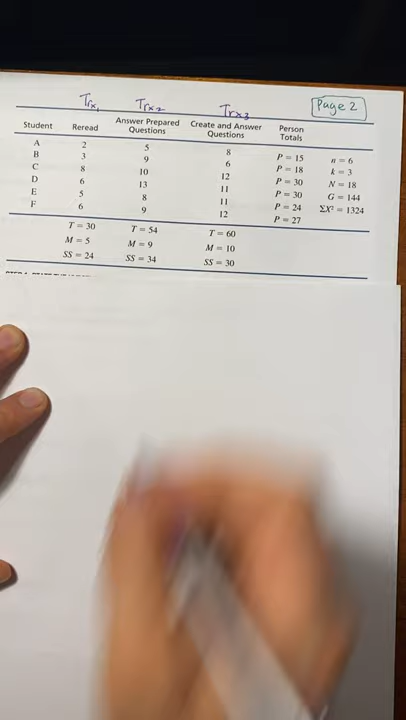 Trx1 Trx2 Trx3 Page 2
Student Reread Answer Prepared Questions Create and Answer Questions Person Totals
A 2 5 8 P = 15 n = 6
B 3 9 6 P = 18 k = 3
C 8 10 12 P = 30 N = 18
D 6 13 11 P = 30 G = 144
E 5 8 11 P = 24 ΣX² = 1324
F 6 9 12 P = 27
T = 30 T = 54 T = 60
M = 5 M = 9 M = 10
SS = 24 SS = 34 SS = 30